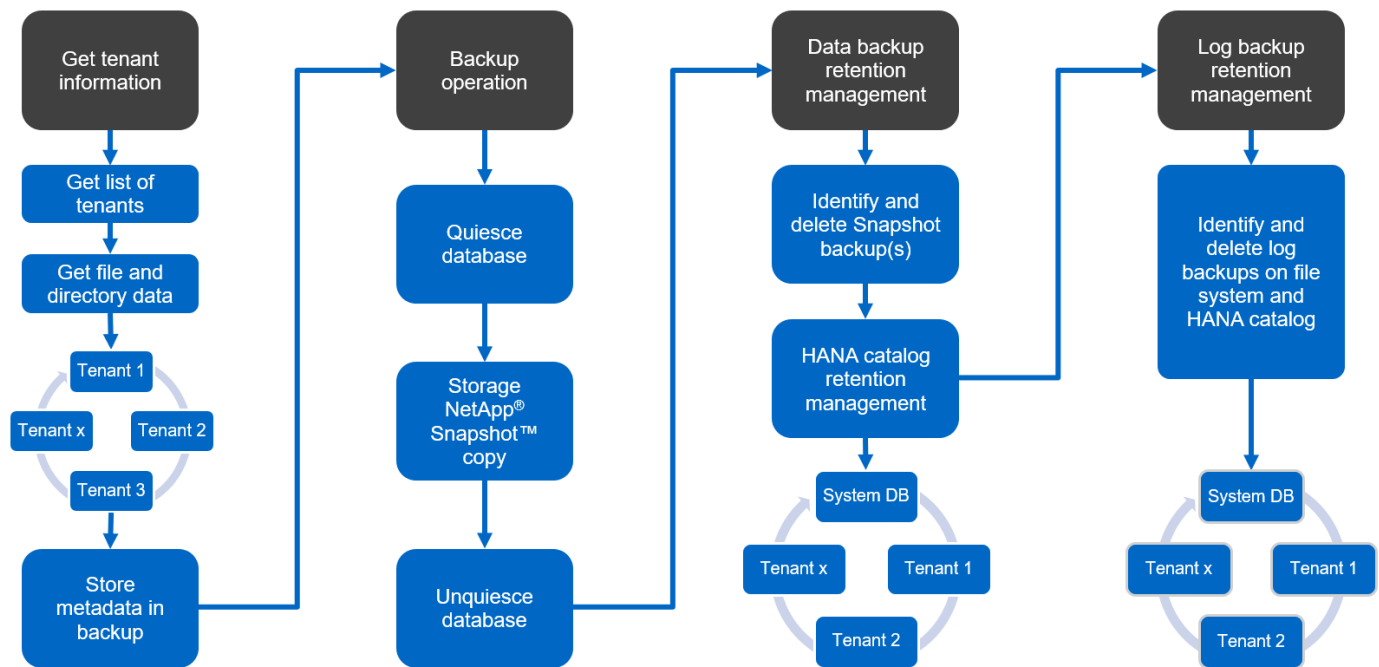 Get tenant
information
Get list of
tenants
Get file and
directory data
Tenant 1
Tenant x
Tenant 2
Tenant 3
Store
metadata in
backup
Backup
operation
Quiesce
database
Storage
NetApp®
Snapshot™
copy
Unquiesce
database
Data backup
retention
management
Identify and
delete Snapshot
backup(s)
HANA catalog
retention
management
System DB
Tenant x
Tenant 1
Tenant 2
Log backup
retention
management
Identify and
delete log
backups on file
system and
HANA catalog
System DB
Tenant x
Tenant 1
Tenant 2